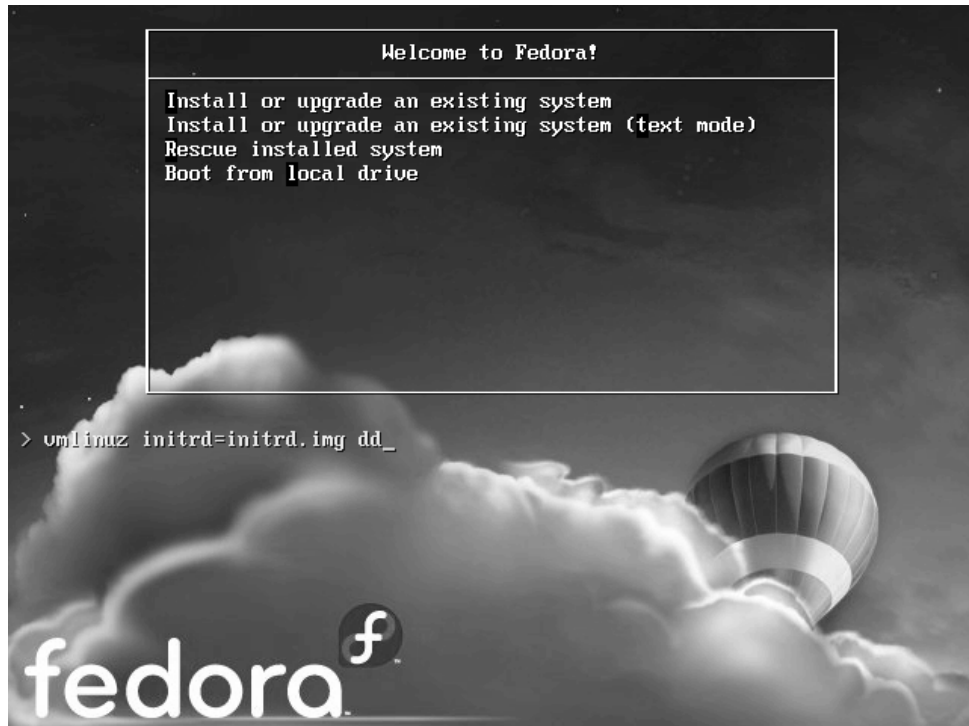 Welcome to Fedora!
Install or upgrade an existing system
Install or upgrade an existing system (text mode)
Rescue installed system
Boot from local drive
> vmlinuz initrd=initrd.img dd_
fedora